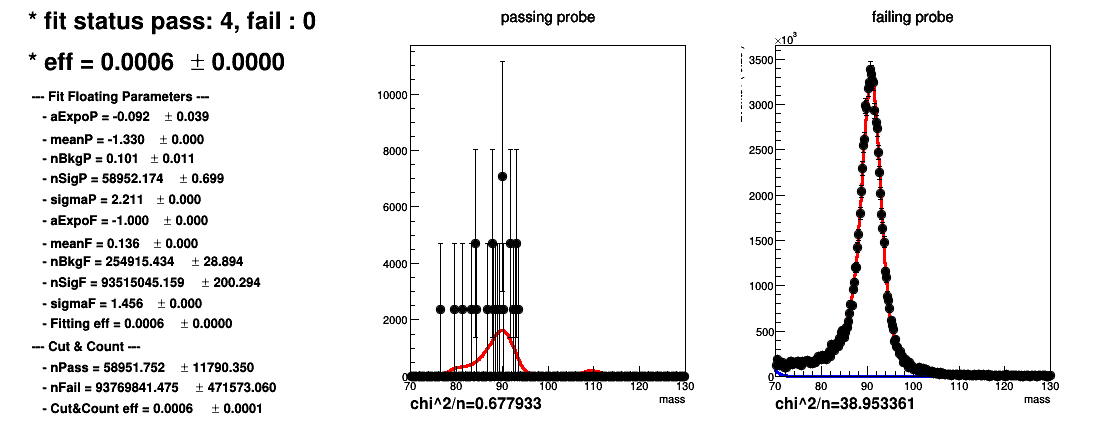 * fit status pass: 4, fail : 0
* eff = 0.0006 ± 0.0000
--- Fit Floating Parameters ---
- aExpoP = -0.092 ± 0.039
- meanP = -1.330 ± 0.000
- nBkgP = 0.101 ± 0.011
- nSigP = 58952.174 ± 0.699
- sigmaP = 2.211 ± 0.000
- aExpoF = -1.000 ± 0.000
- meanF = 0.136 ± 0.000
- nBkgF = 254915.434 ± 28.894
- nSigF = 93515045.159 ± 200.294
- sigmaF = 1.456 ± 0.000
- Fitting eff = 0.0006 ± 0.0000
--- Cut & Count ---
- nPass = 58951.752 ± 11790.350
- nFail = 93769841.475 ± 471573.060
- Cut&Count eff = 0.0006 ± 0.0001
passing probe
10000
8000
6000
4000
2000
0
70 80 90 100 110 120 130
mass
chi^2/n=0.677933
failing probe
×10³
3500
3000
2500
2000
1500
1000
500
0
70 80 90 100 110 120 130
mass
chi^2/n=38.953361